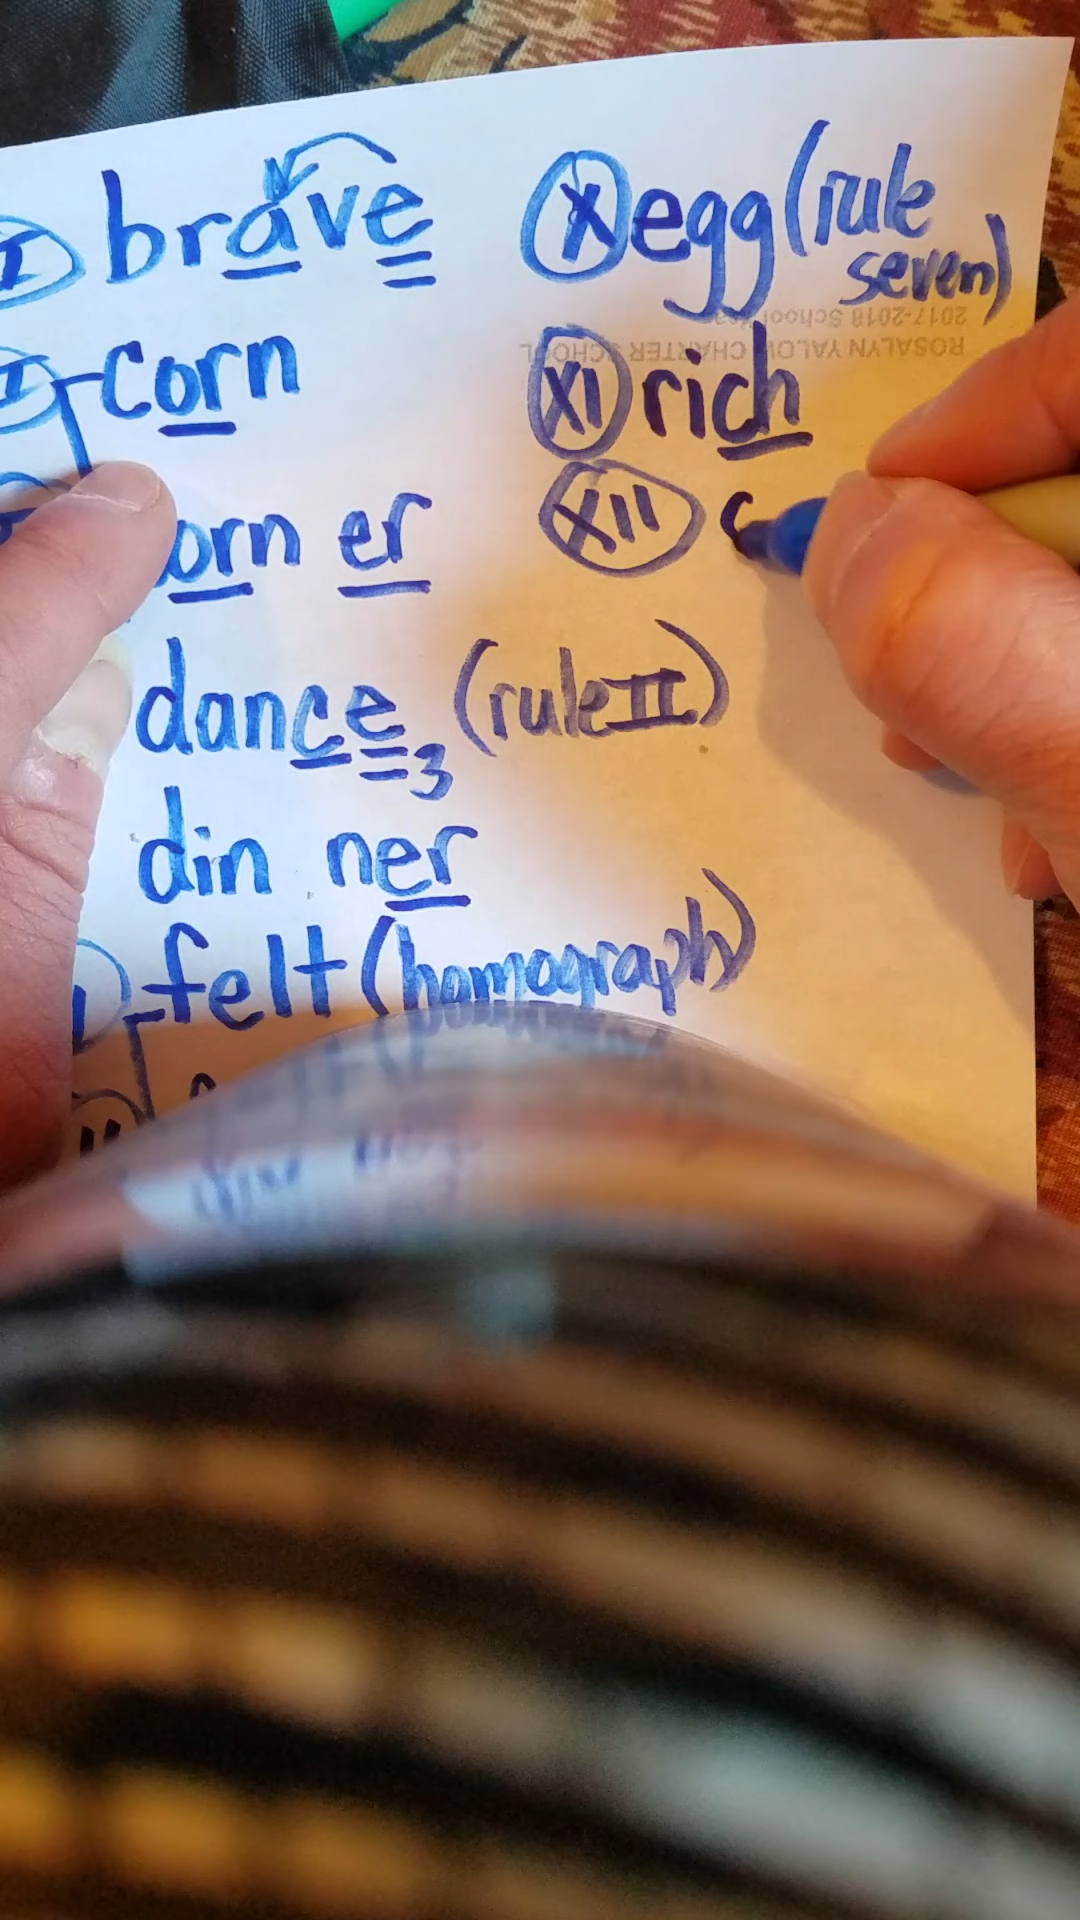 I brave
corn
orn er
dance 3 (rule II)
din ner
felt (homograph)
X egg (rule
seven)
2017-2018 School Year
ROSALYN YALOW CHARTER SCHOOL
XI rich
XII c